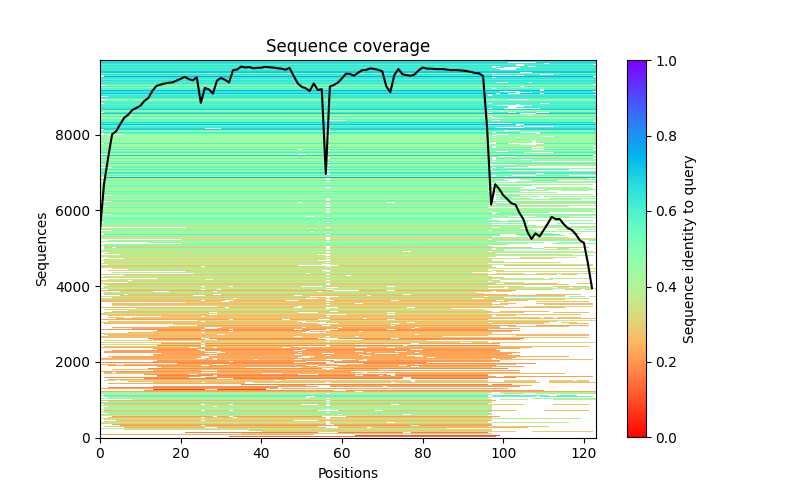 Sequence coverage
8000
6000
4000
2000
0
Sequences
0 20 40 60 80 100 120
Positions
1.0
0.8
0.6
0.4
0.2
0.0
Sequence identity to query